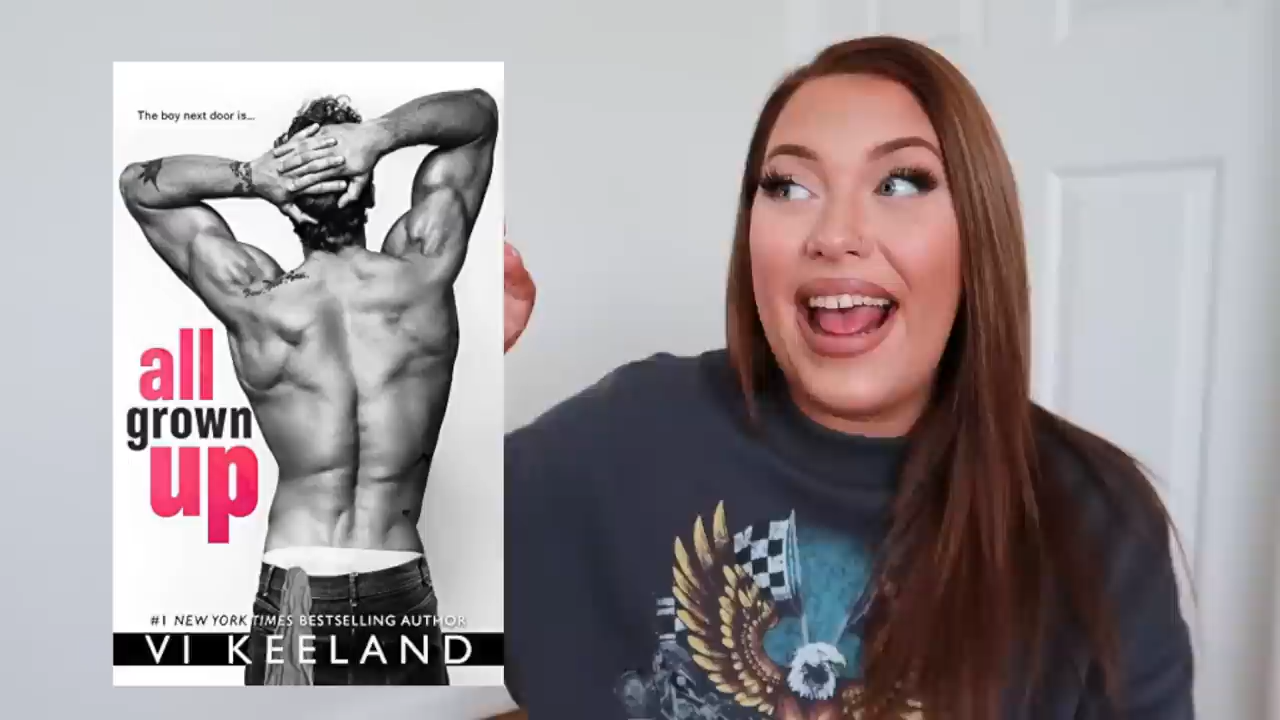 The boy next door is...
all
grown
up
#1 NEW YORK TIMES BESTSELLING AUTHOR
VI KEELAND